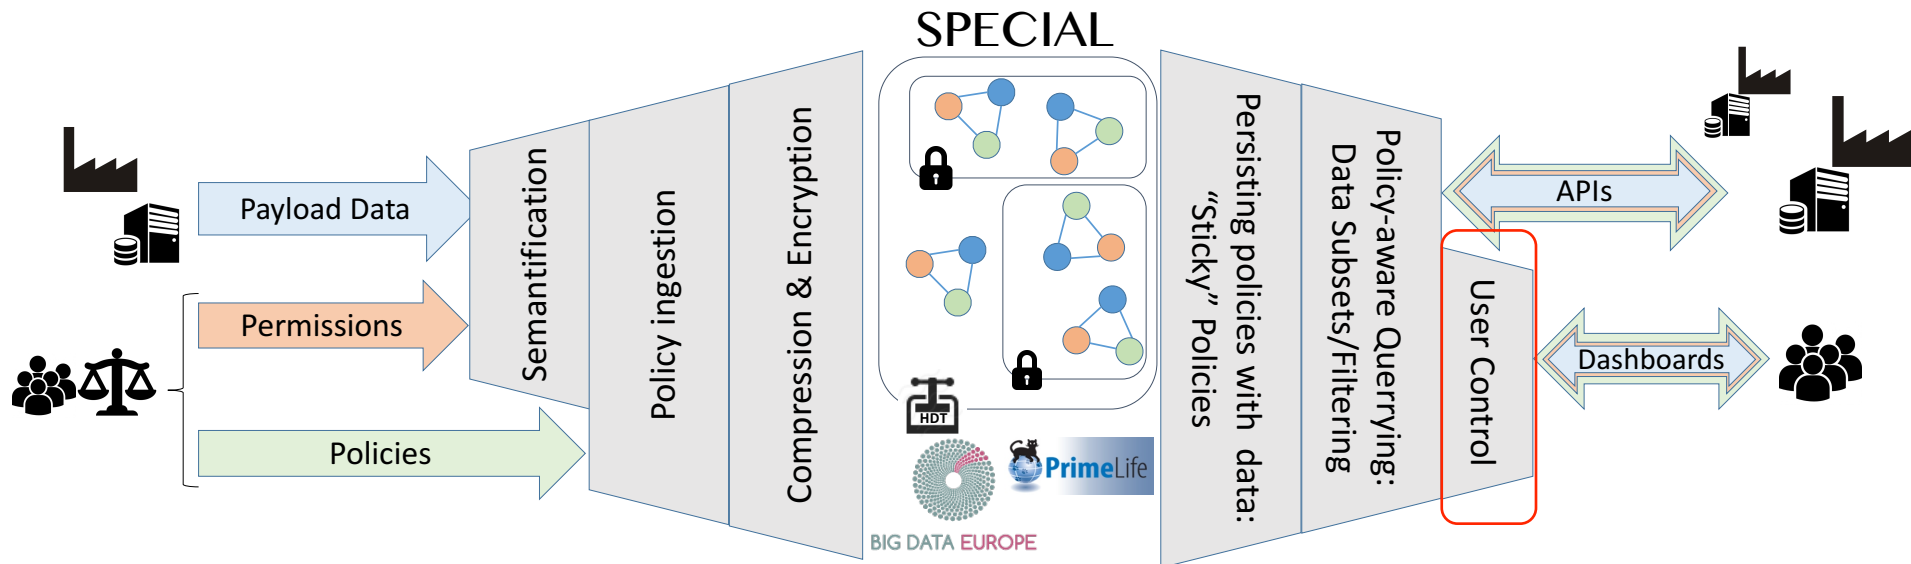 SPECIAL
Payload Data
Permissions
Policies
Semantification
Policy ingestion
Compression & Encryption
HDT
BIG DATA EUROPE
PrimeLife
Persisting policies with data:
“Sticky” Policies
Policy-aware Querrying:
Data Subsets/Filtering
User Control
APIs
Dashboards